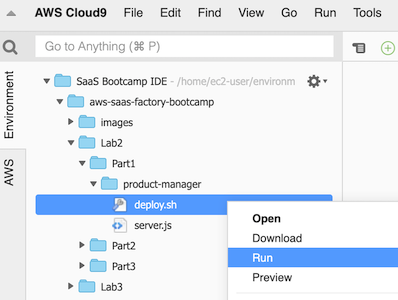 AWS Cloud9 File Edit Find View Go Run Tools
Go to Anything (⌘ P)
Environment
AWS
SaaS Bootcamp IDE - /home/ec2-user/environm
aws-saas-factory-bootcamp
images
Lab2
Part1
product-manager
deploy.sh
server.js
Part2
Part3
Lab3
Open
Download
Run
Preview